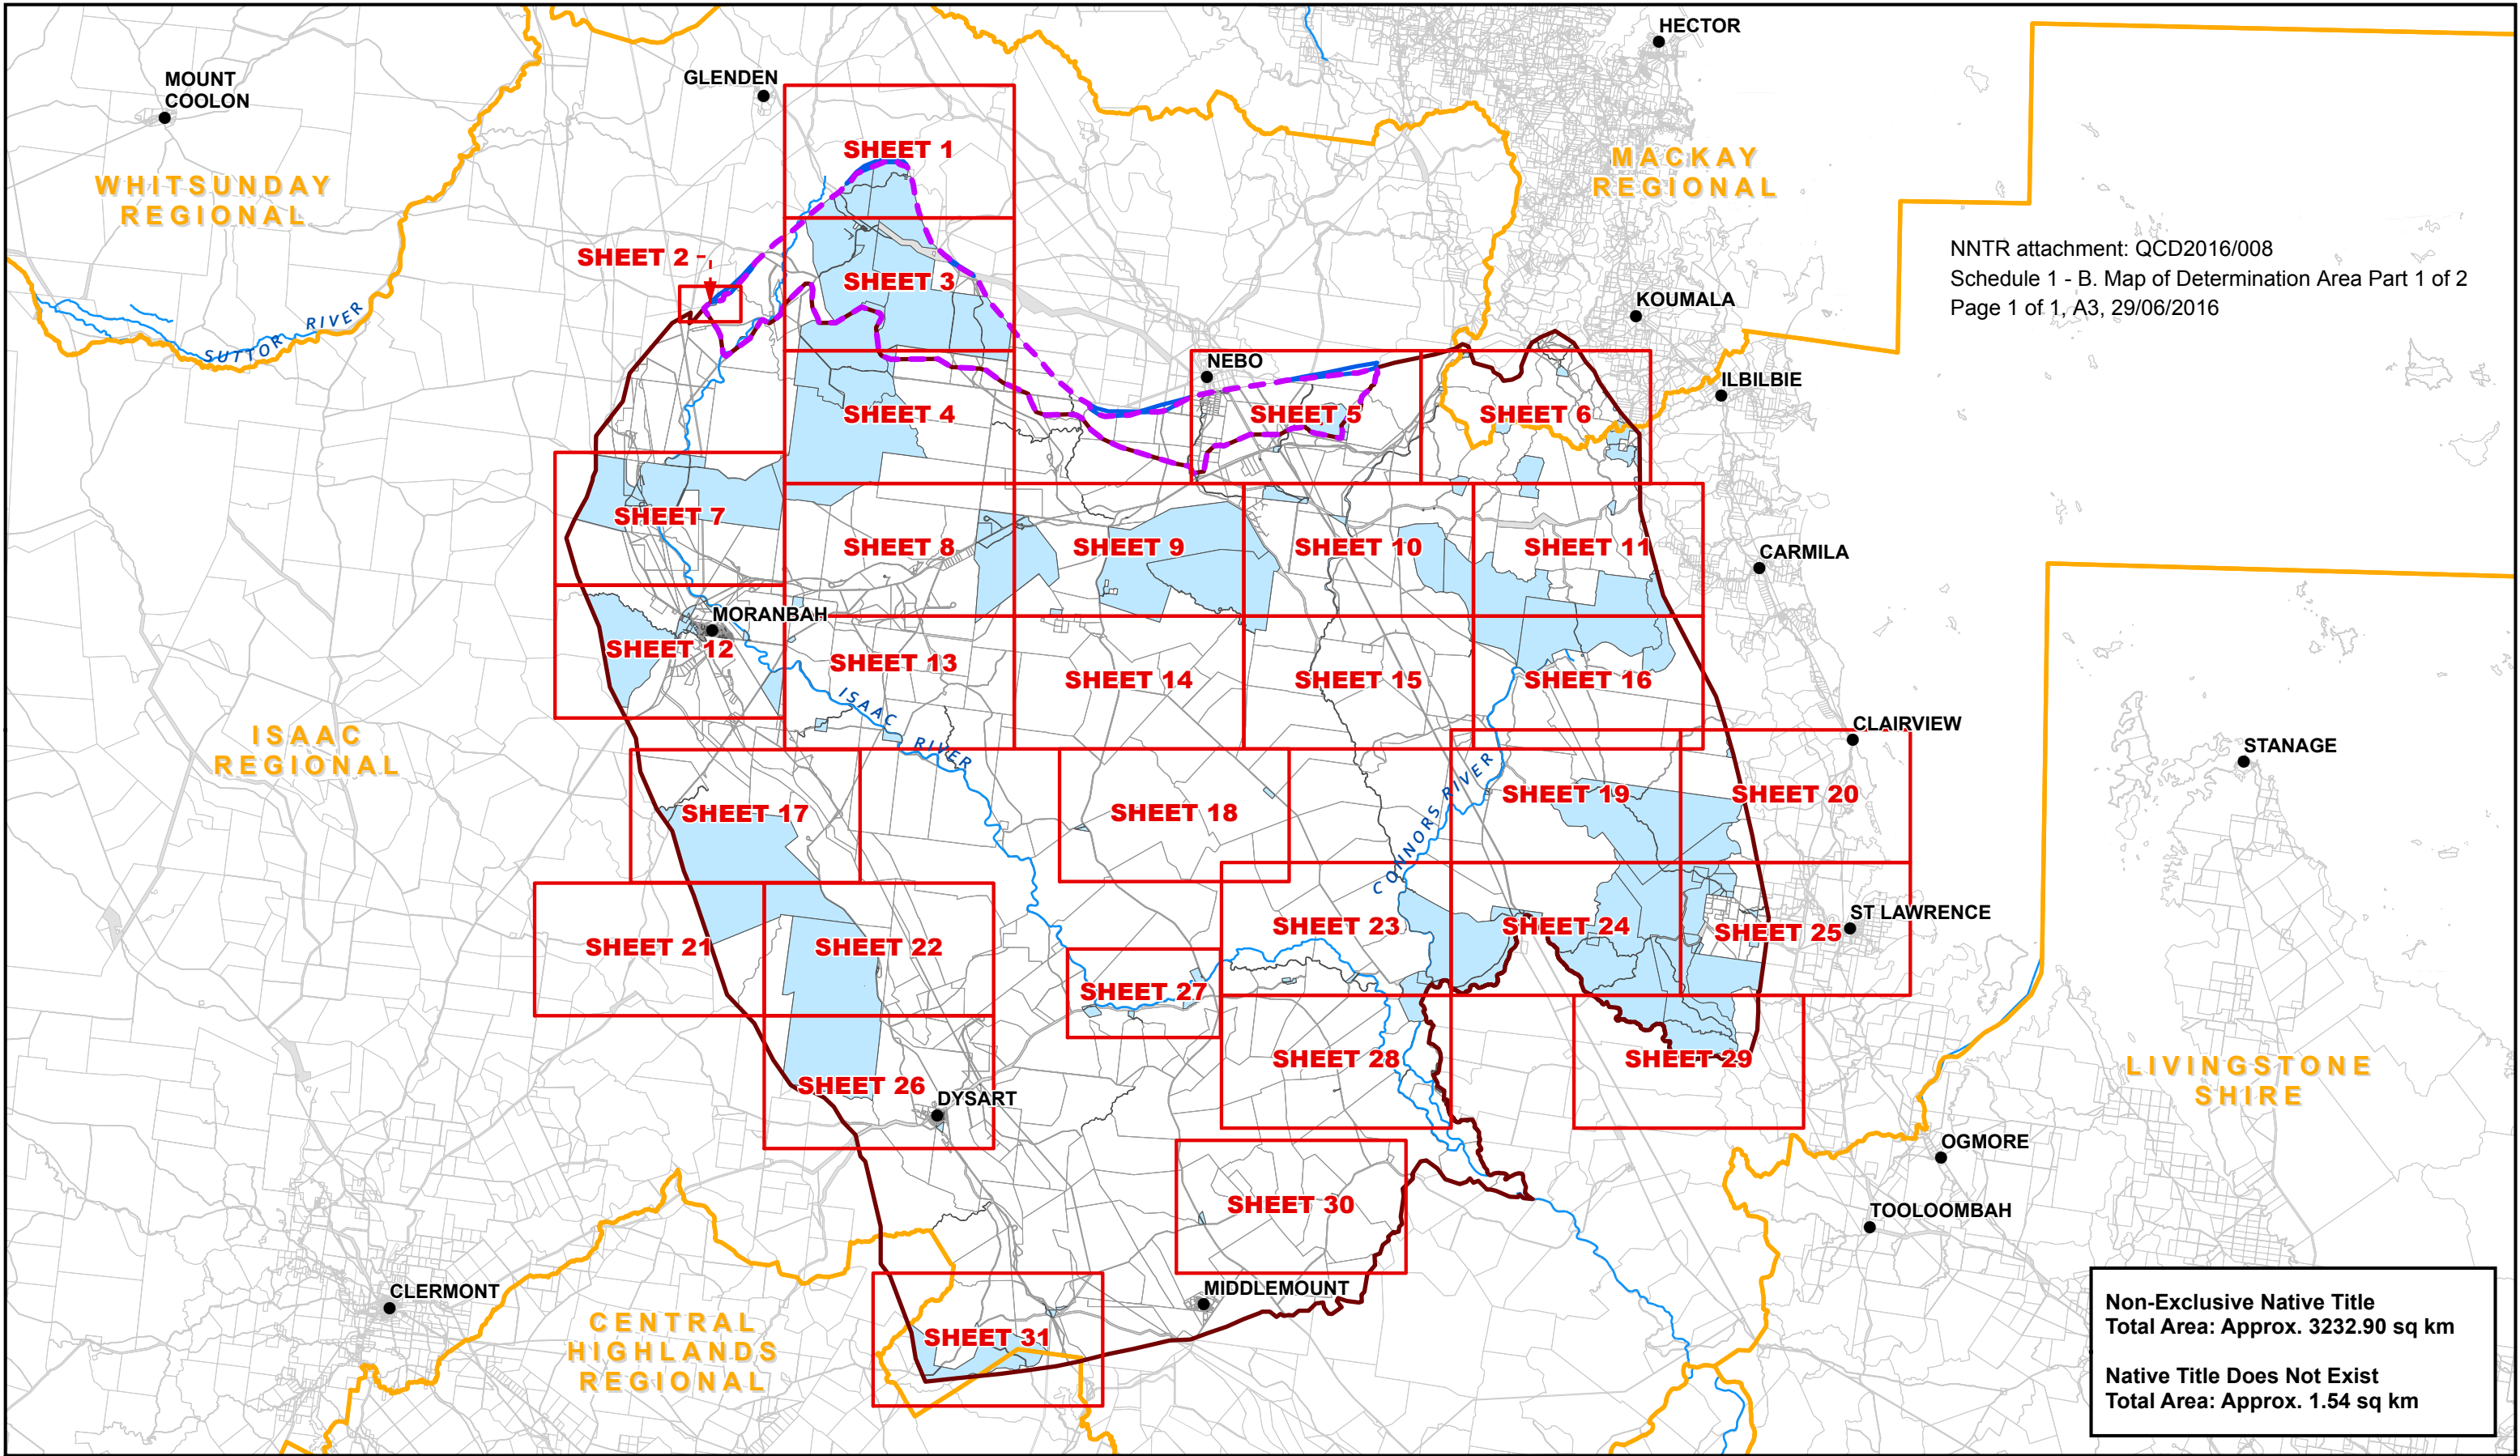 HECTOR
MOUNT
COOLON
GLENDEN
SHEET 1
MACKAY
REGIONAL
WHITSUNDAY
REGIONAL
NNTR attachment: QCD2016/008
Schedule 1 - B. Map of Determination Area Part 1 of 2
Page 1 of 1, A3, 29/06/2016
SHEET 2
SHEET 3
KOUMALA
SUTTOR RIVER
NEBO
ILBILBIE
SHEET 4
SHEET 5
SHEET 6
SHEET 7
SHEET 8
SHEET 9
SHEET 10
SHEET 11
CARMILA
MORANBAH
SHEET 12
SHEET 13
SHEET 14
SHEET 15
SHEET 16
ISAAC RIVER
ISAAC
REGIONAL
CLAIRVIEW
STANAGE
CONNORS RIVER
SHEET 17
SHEET 18
SHEET 19
SHEET 20
ST LAWRENCE
SHEET 21
SHEET 22
SHEET 23
SHEET 24
SHEET 25
SHEET 27
SHEET 28
SHEET 29
LIVINGSTONE
SHIRE
SHEET 26
DYSART
OGMORE
SHEET 30
TOOLOOMBAH
CLERMONT
MIDDLEMOUNT
CENTRAL
HIGHLANDS
REGIONAL
SHEET 31
Non-Exclusive Native Title
Total Area: Approx. 3232.90 sq km
Native Title Does Not Exist
Total Area: Approx. 1.54 sq km